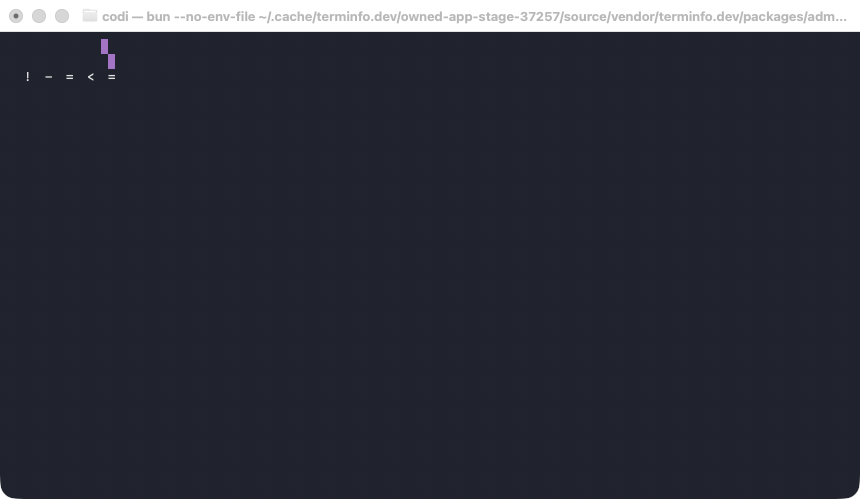 codi — bun --no-env-file ~/.cache/terminfo.dev/owned-app-stage-37257/source/vendor/terminfo.dev/packages/adm...
! − = < =